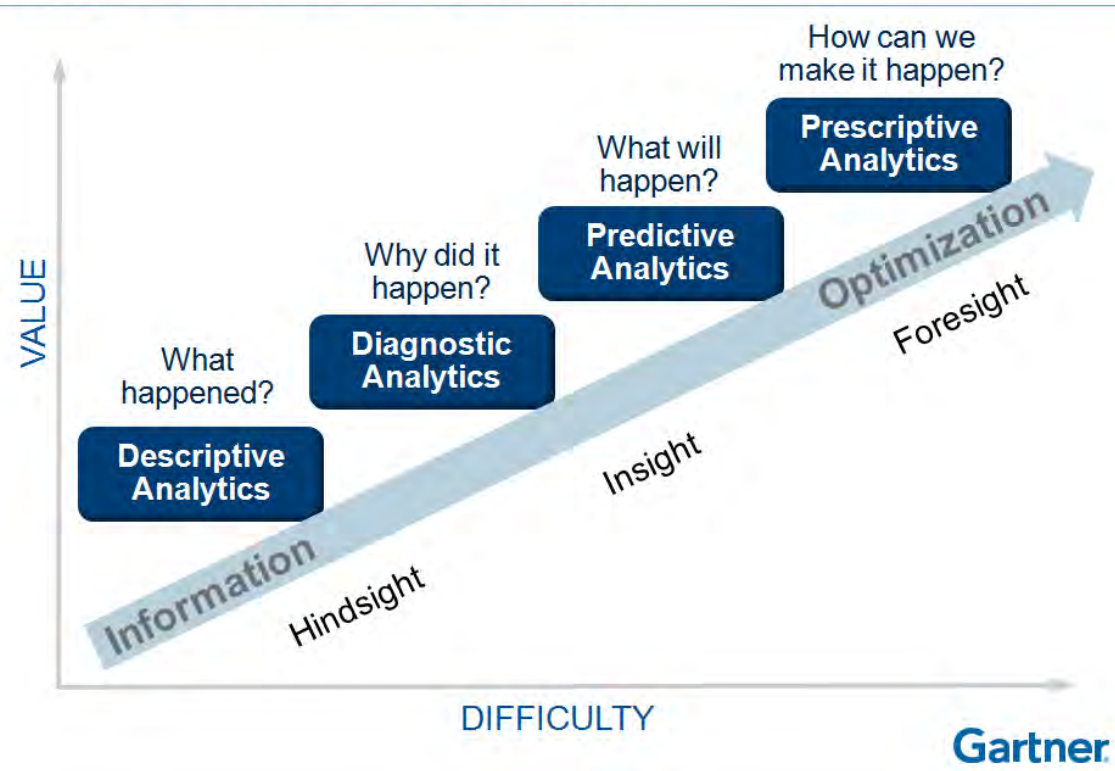 How can we
make it happen?
Prescriptive
Analytics
What will
happen?
Predictive
Analytics
Why did it
happen?
Diagnostic
Analytics
What
happened?
Descriptive
Analytics
VALUE
Information
Optimization
Hindsight
Insight
Foresight
DIFFICULTY
Gartner